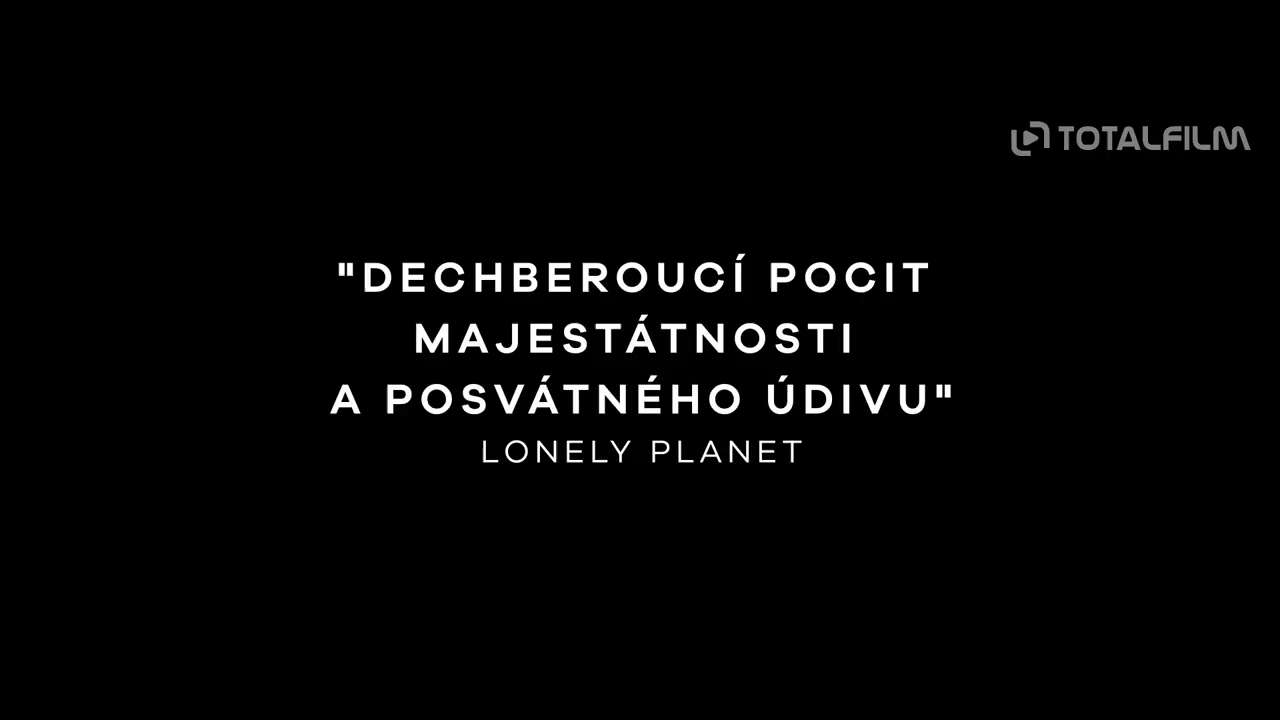 TOTALFILM
"DECHBEROUCÍ POCIT
MAJESTÁTNOSTI
A POSVÁTNÉHO ÚDIVU"
LONELY PLANET